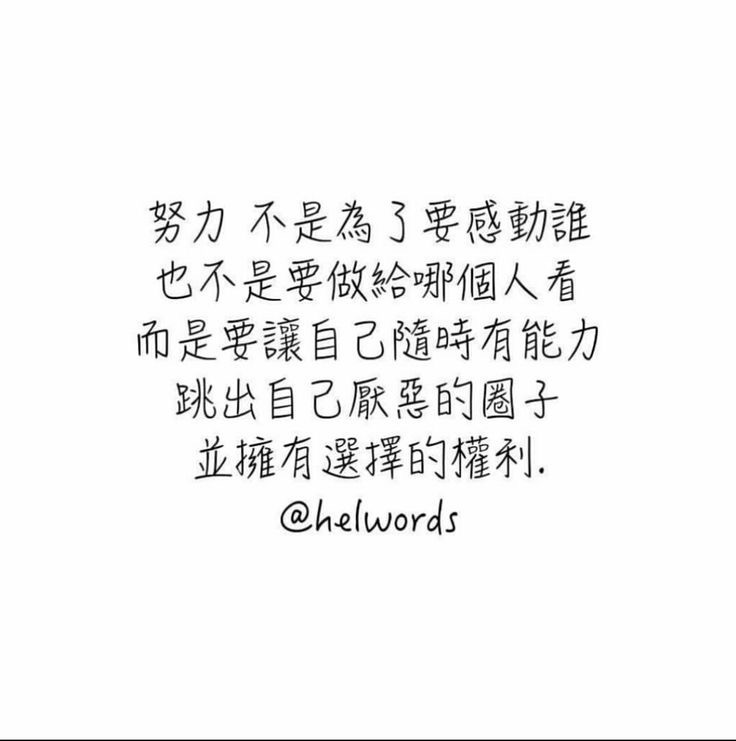 努力 不是為了要感動誰
也不是要做給哪個人看
而是要讓自己隨時有能力
跳出自己厭惡的圈子
並擁有選擇的權利.
@helwords